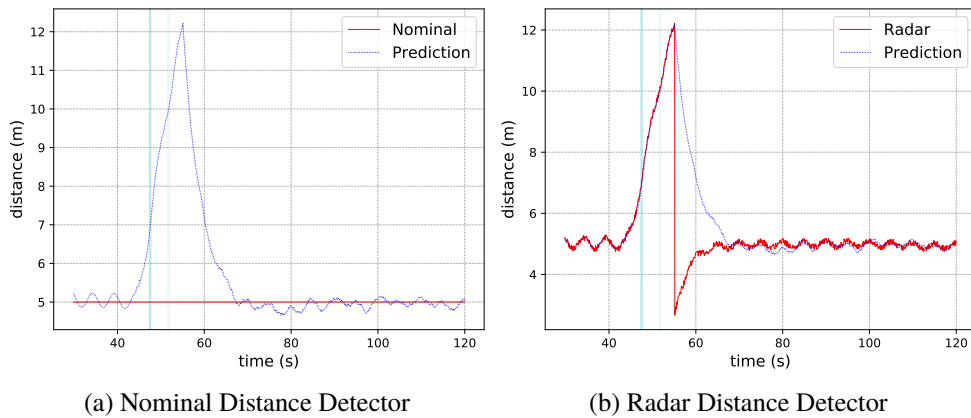 12
11
10
9
8
7
6
5
distance (m)
40
60
80
100
120
time (s)
Nominal
Prediction
(a) Nominal Distance Detector
12
10
8
6
4
distance (m)
40
60
80
100
120
time (s)
Radar
Prediction
(b) Radar Distance Detector